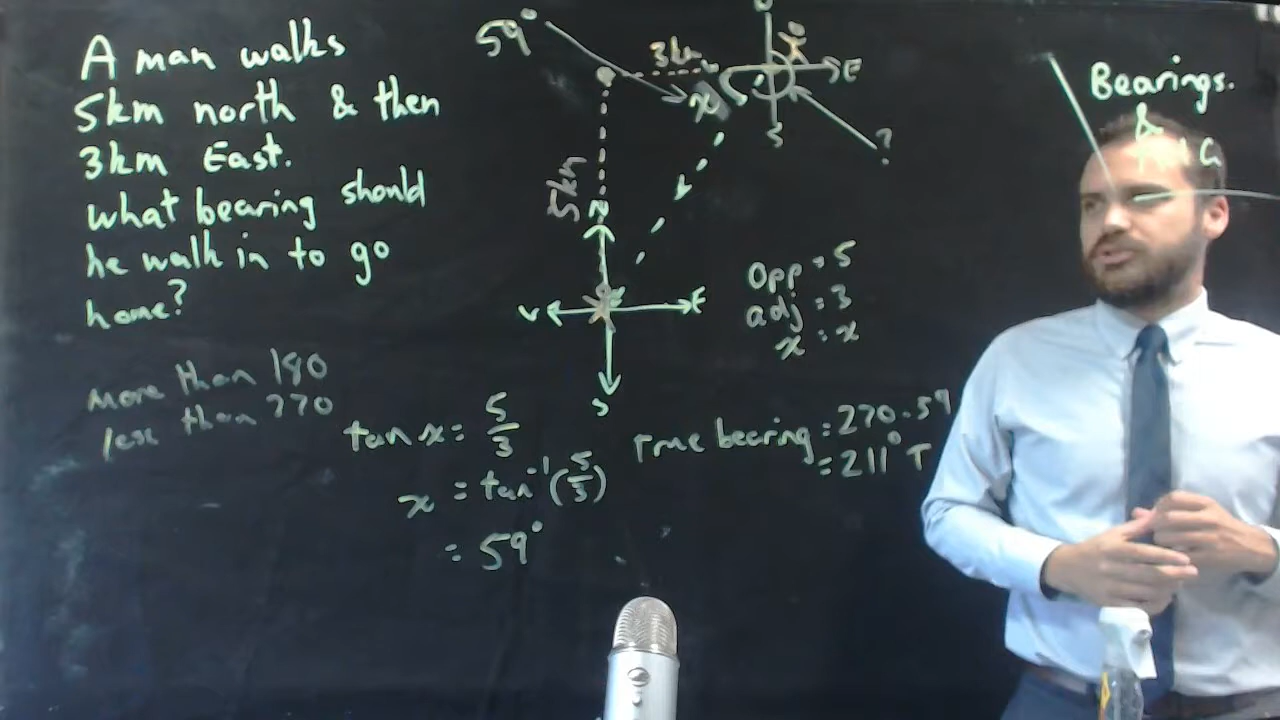 A man walks
5km north & then
3km East.
what bearing should
he walk in to go
home?
more than 180
less than 270
59°
3km
E
x
S
?
5km
N
E
S
Opp = 5
adj = 3
x = x
tan x = 5/3
x = tan⁻¹(5/3)
= 59°
True bearing = 270-59
= 211° T
Bearings.
&